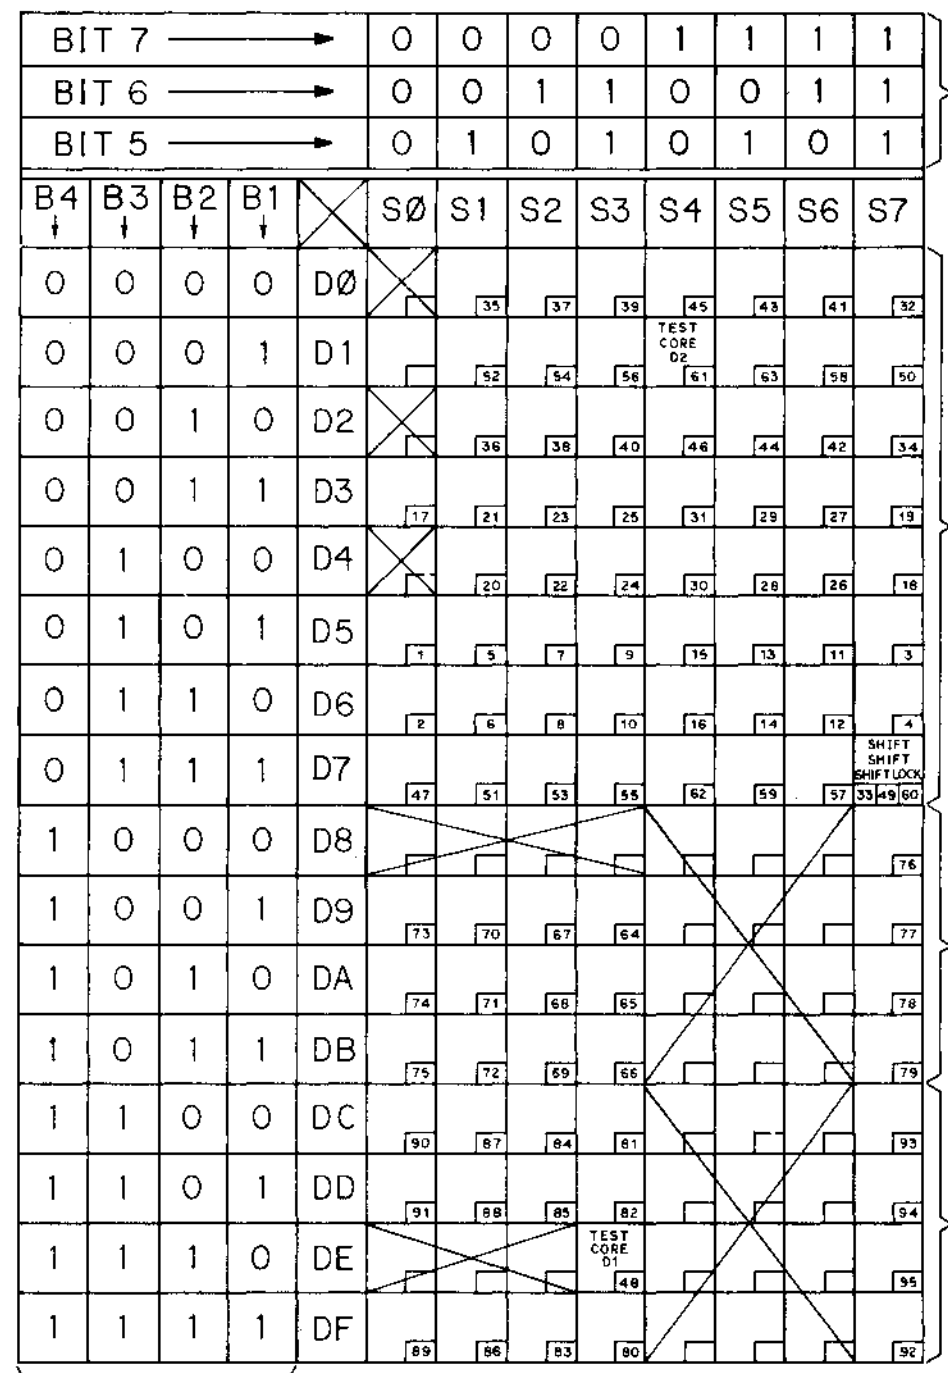 BIT 7 0 0 0 0 1 1 1 1
BIT 6 0 0 1 1 0 0 1 1
BIT 5 0 1 0 1 0 1 0 1
B4 B3 B2 B1 SØ S1 S2 S3 S4 S5 S6 S7
0 0 0 0 DØ 35 37 39 45 43 41 32
TEST
CORE
D2
0 0 0 1 D1 52 54 56 61 63 58 50
0 0 1 0 D2 36 38 40 46 44 42 34
0 0 1 1 D3 17 21 23 25 31 29 27 19
0 1 0 0 D4 20 22 24 30 28 26 18
0 1 0 1 D5 1 5 7 9 15 13 11 3
0 1 1 0 D6 2 6 8 10 16 14 12 4
SHIFT
SHIFT
SHIFT LOCK
0 1 1 1 D7 47 51 53 55 62 59 57 33 49 60
1 0 0 0 D8 76
1 0 0 1 D9 73 70 67 64 77
1 0 1 0 DA 74 71 68 65 78
1 0 1 1 DB 75 72 69 66 79
1 1 0 0 DC 90 87 84 81 93
1 1 0 1 DD 91 88 85 82 94
TEST
CORE
D1
1 1 1 0 DE 48 95
1 1 1 1 DF 89 86 83 80 92